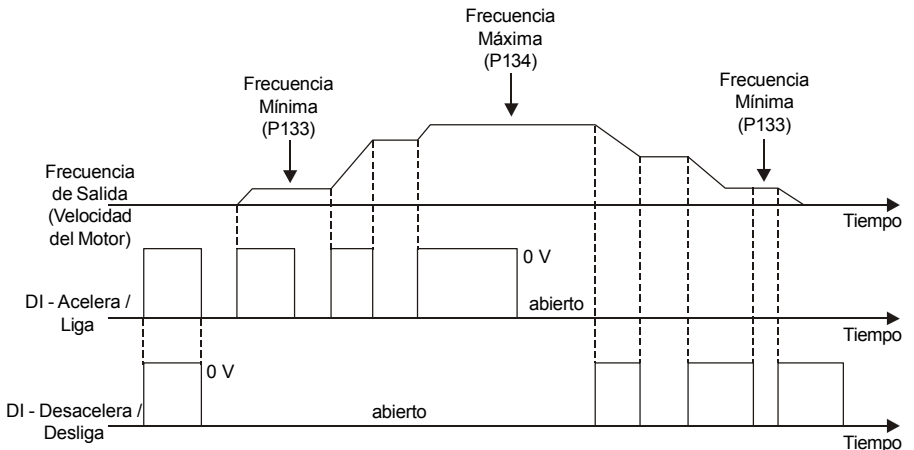 Frecuencia
Máxima
(P134)
Frecuencia
Mínima
(P133)
Frecuencia
Mínima
(P133)
Frecuencia
de Salida
(Velocidad
del Motor)
Tiempo
0 V
DI - Acelera /
Liga
abierto
Tiempo
0 V
DI - Desacelera /
Desliga
abierto
Tiempo